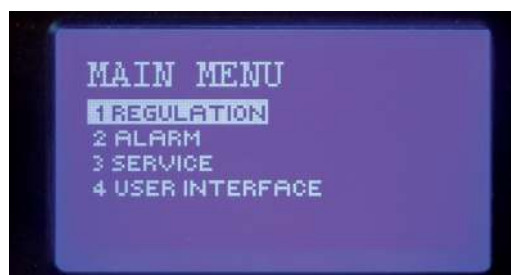 MAIN MENU
1 REGULATION
2 ALARM
3 SERVICE
4 USER INTERFACE